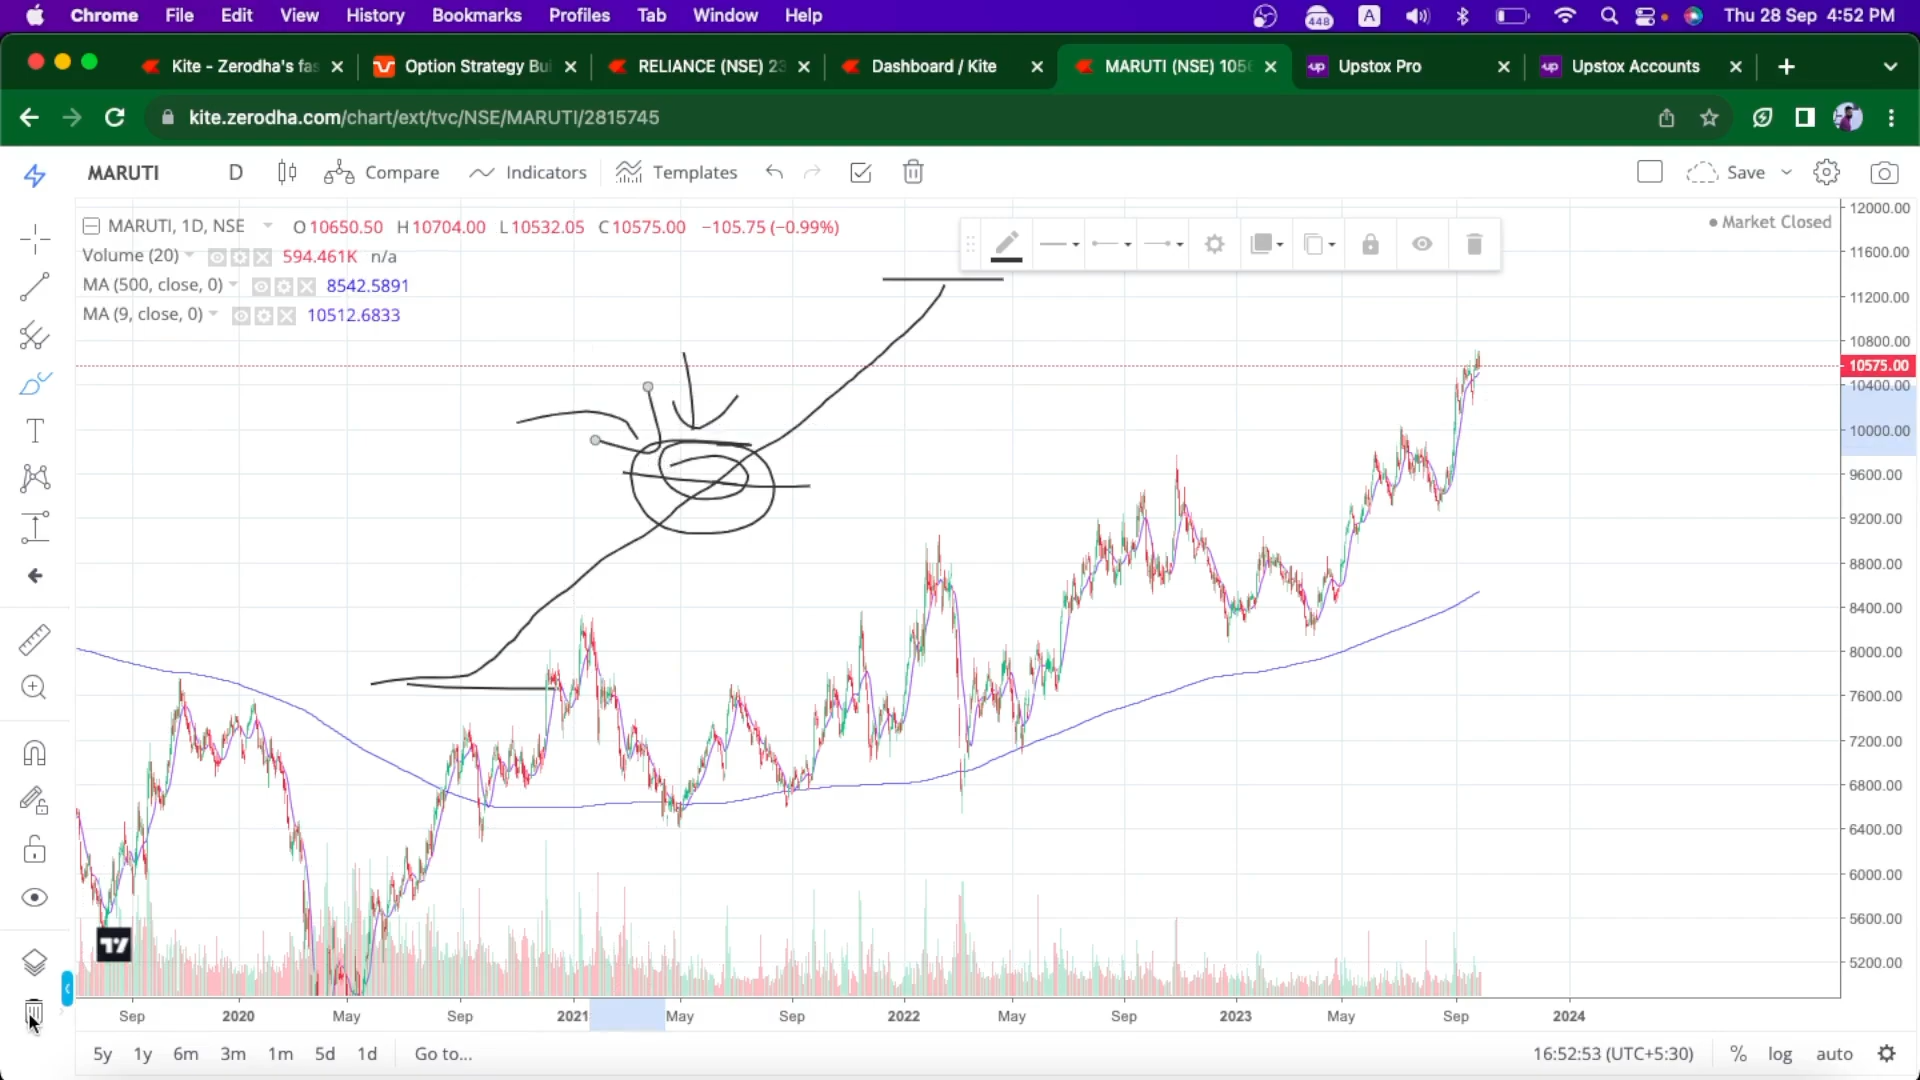 Chrome File Edit View History Bookmarks Profiles Tab Window Help 448 A Thu 28 Sep 4:52 PM
Kite - Zerodha's fas Option Strategy Bui RELIANCE (NSE) 23 Dashboard / Kite MARUTI (NSE) 105 up Upstox Pro up Upstox Accounts
kite.zerodha.com/chart/ext/tvc/NSE/MARUTI/2815745
MARUTI D Compare Indicators Templates Save
MARUTI, 1D, NSE O10650.50 H10704.00 L10532.05 C10575.00 −105.75 (−0.99%)
Market Closed
Volume (20) 594.461K n/a
MA (500, close, 0) 8542.5891
MA (9, close, 0) 10512.6833
12000.00
11600.00
11200.00
10800.00
10575.00
10400.00
10000.00
9600.00
9200.00
8800.00
8400.00
8000.00
7600.00
7200.00
6800.00
6400.00
6000.00
5600.00
5200.00
T
Sep 2020 May Sep 2021 May Sep 2022 May Sep 2023 May Sep 2024
5y 1y 6m 3m 1m 5d 1d Go to... 16:52:53 (UTC+5:30) % log auto